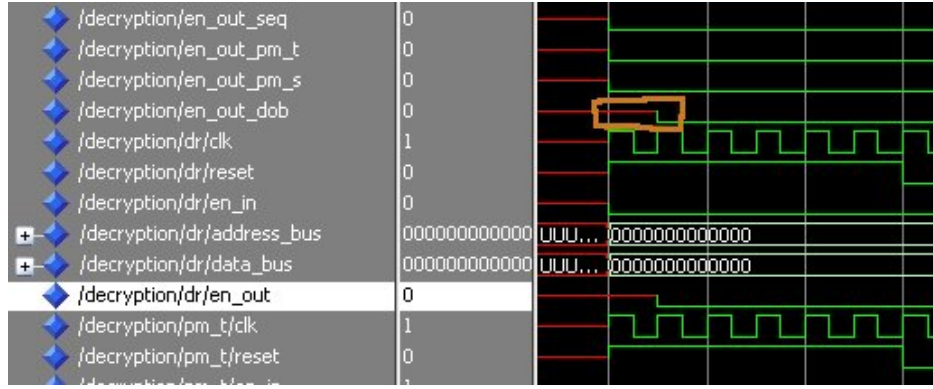 /decryption/en_out_seq 0
/decryption/en_out_pm_t 0
/decryption/en_out_pm_s 0
/decryption/en_out_dob 0
/decryption/dr/clk 1
/decryption/dr/reset 0
/decryption/dr/en_in 0
/decryption/dr/address_bus 000000000000 UUU... 0000000000000
/decryption/dr/data_bus 000000000000 UUU... 0000000000000
/decryption/dr/en_out 0
/decryption/pm_t/clk 1
/decryption/pm_t/reset 0